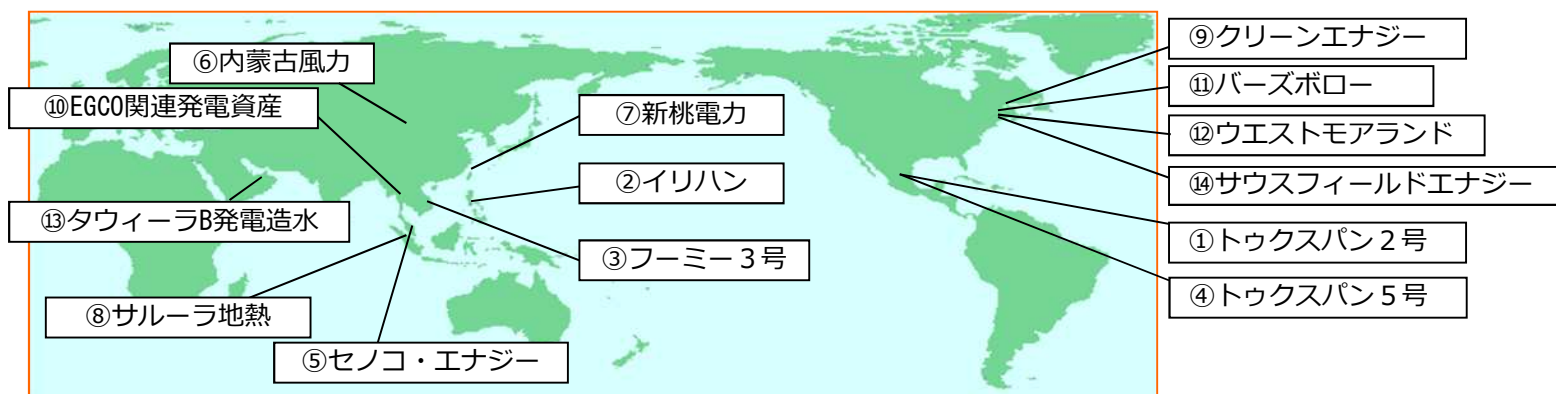 ⑥内蒙古風力
⑩EGCO関連発電資産
⑬タウィーラB発電造水
⑧サルーラ地熱
⑤セノコ・エナジー
⑦新桃電力
②イリハン
③フーミー３号
⑨クリーンエナジー
⑪バーズボロー
⑫ウエストモアランド
⑭サウスフィールドエナジー
①トゥクスパン２号
④トゥクスパン５号